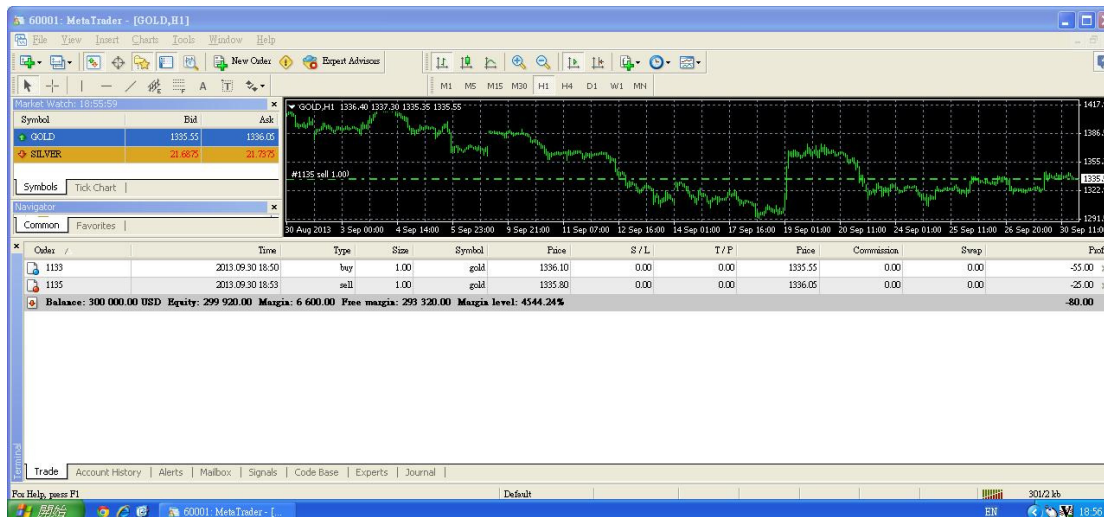 60001: MetaTrader - [GOLD,H1]
File View Insert Charts Tools Window Help
New Order Expert Advisors
A T M1 M5 M15 M30 H1 H4 D1 W1 MN
Market Watch: 18:55:59
Symbol Bid Ask
GOLD 1335.55 1336.05
SILVER 21.6875 21.7375
Symbols Tick Chart
Navigator
Common Favorites
GOLD,H1 1336.40 1337.30 1335.35 1335.55
#1135 sell 1.00)
1417.
1386.
1355.
1335.
1322.
1291.
30 Aug 2013 3 Sep 00:00 4 Sep 14:00 5 Sep 23:00 9 Sep 21:00 11 Sep 07:00 12 Sep 16:00 14 Sep 01:00 17 Sep 16:00 19 Sep 01:00 20 Sep 11:00 24 Sep 01:00 25 Sep 11:00 26 Sep 20:00 30 Sep 11:00
Order / Time Type Size Symbol Price S / L T / P Price Commission Swap Prof
1133 2013.09.30 18:50 buy 1.00 gold 1336.10 0.00 0.00 1335.55 0.00 0.00 -55.00
1135 2013.09.30 18:53 sell 1.00 gold 1335.80 0.00 0.00 1336.05 0.00 0.00 -25.00
Balance: 300 000.00 USD Equity: 299 920.00 Margin: 6 600.00 Free margin: 293 320.00 Margin level: 4544.24% -80.00
Terminal
Trade Account History Alerts Mailbox Signals Code Base Experts Journal
For Help, press F1 Default 301/2 kb
開始 60001: MetaTrader - [... EN 18:56